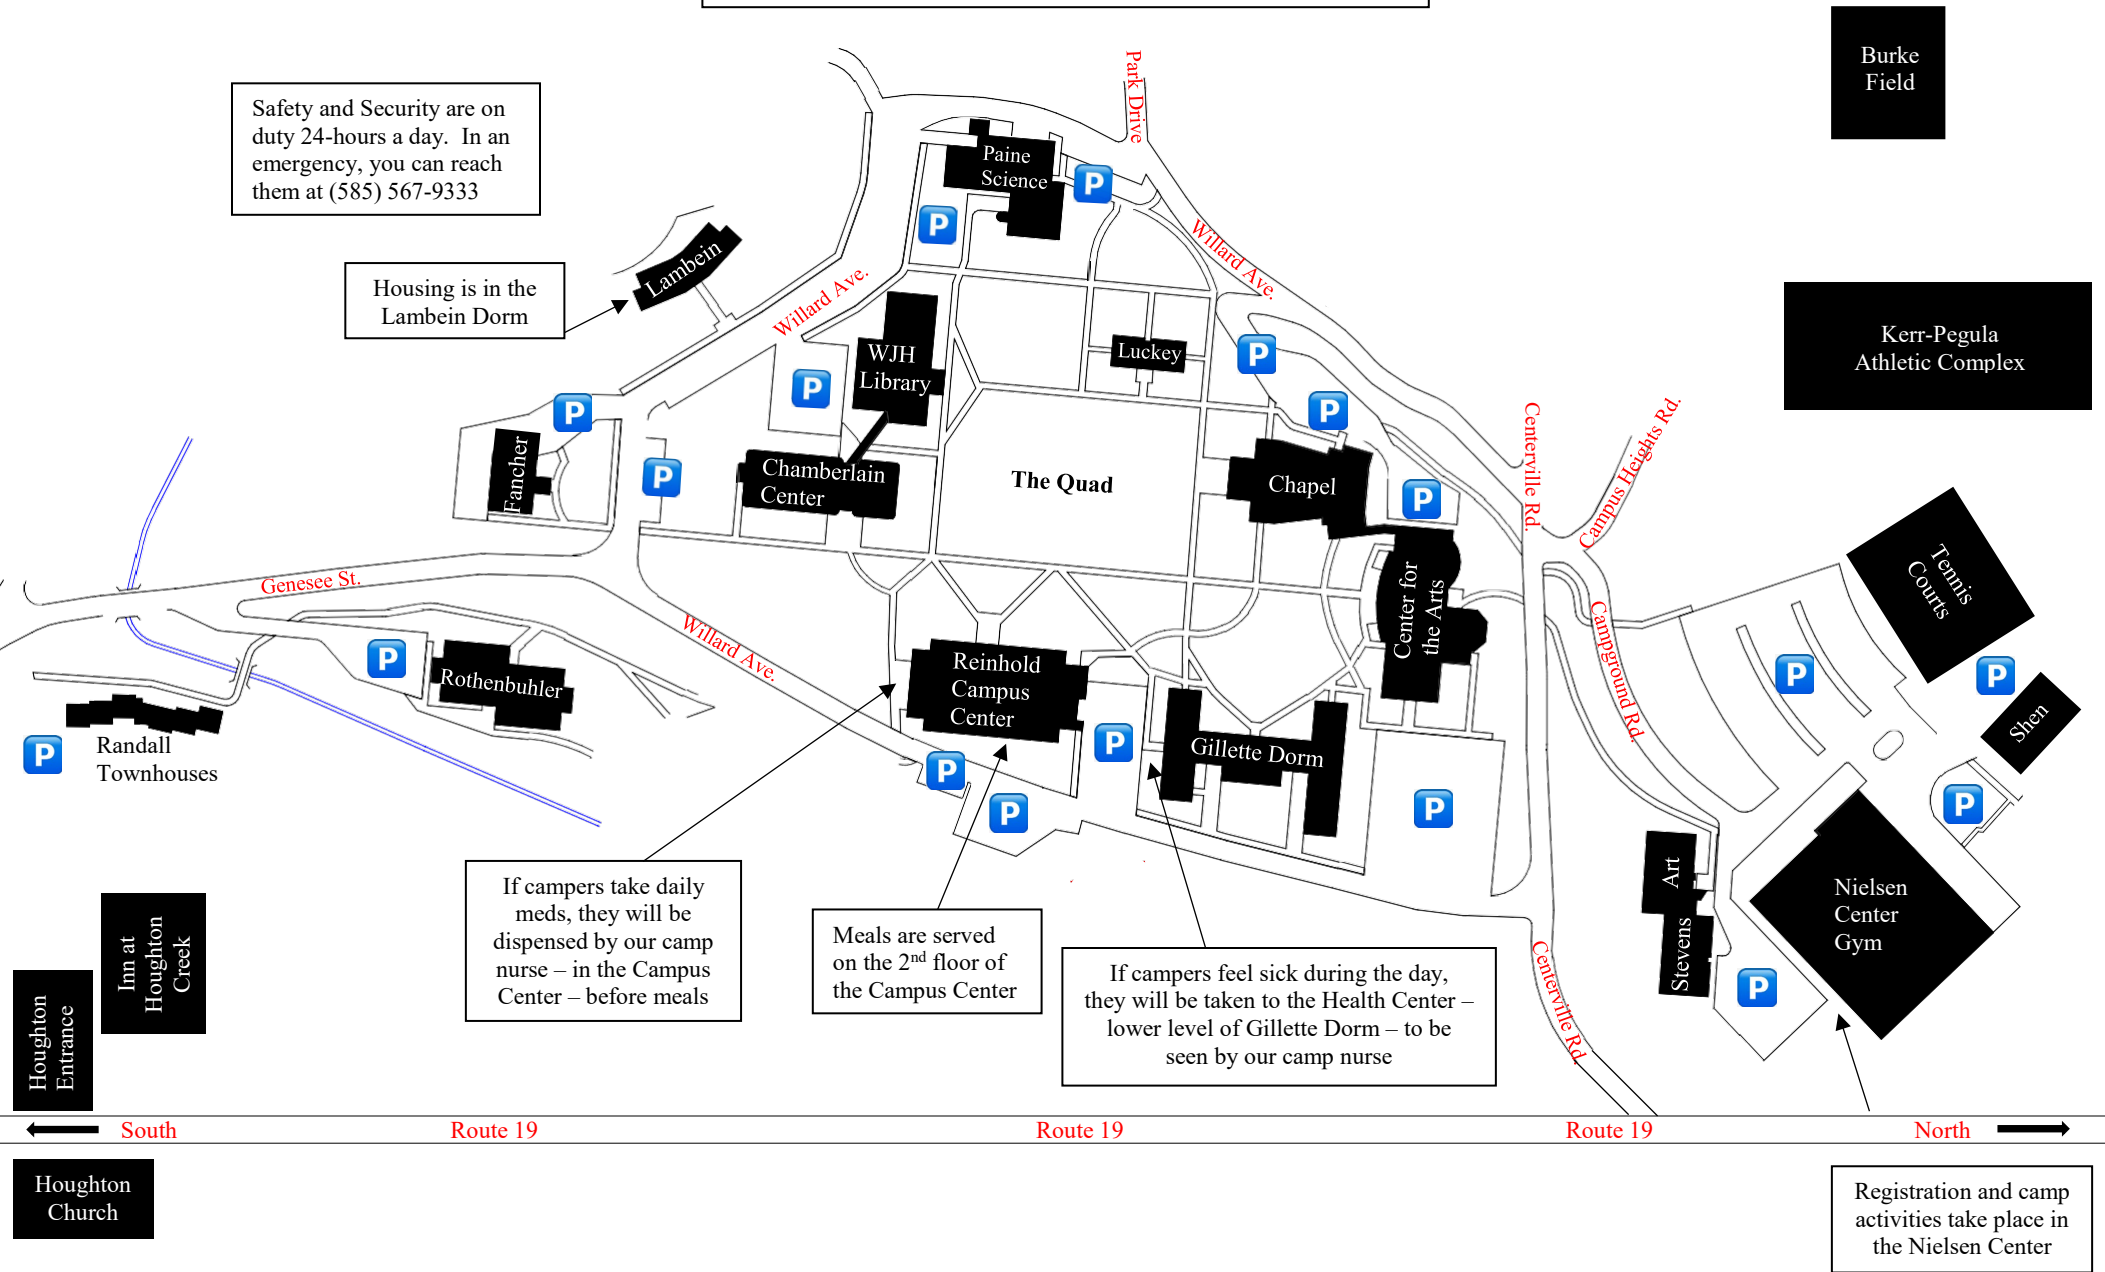 Burke
Field
Park Drive
Safety and Security are on
duty 24-hours a day.  In an
emergency, you can reach
them at (585) 567-9333
Paine
Science
P
P
Willard Ave.
Lambein
Housing is in the
Lambein Dorm
Willard Ave.
WJH
Library
Luckey
P
Kerr-Pegula
Athletic Complex
P
P
P
Centerville Rd.
Campus Heights Rd.
Fancher
P
Chamberlain
Center
The Quad
Chapel
P
Tennis
Courts
Genesee St.
Center for
the Arts
Willard Ave.
Campground Rd.
P
Rothenbuhler
Reinhold
Campus
Center
P
P
Shen
Randall
Townhouses
P
P
P
P
Gillette Dorm
P
P
Art
Stevens
Nielsen
Center
Gym
P
If campers take daily
meds, they will be
dispensed by our camp
nurse – in the Campus
Center – before meals
Meals are served
on the 2nd floor of
the Campus Center
If campers feel sick during the day,
they will be taken to the Health Center –
lower level of Gillette Dorm – to be
seen by our camp nurse
Centerville Rd.
Inn at
Houghton
Creek
Houghton
Entrance
South
Route 19
Route 19
Route 19
North
Houghton
Church
Registration and camp
activities take place in
the Nielsen Center